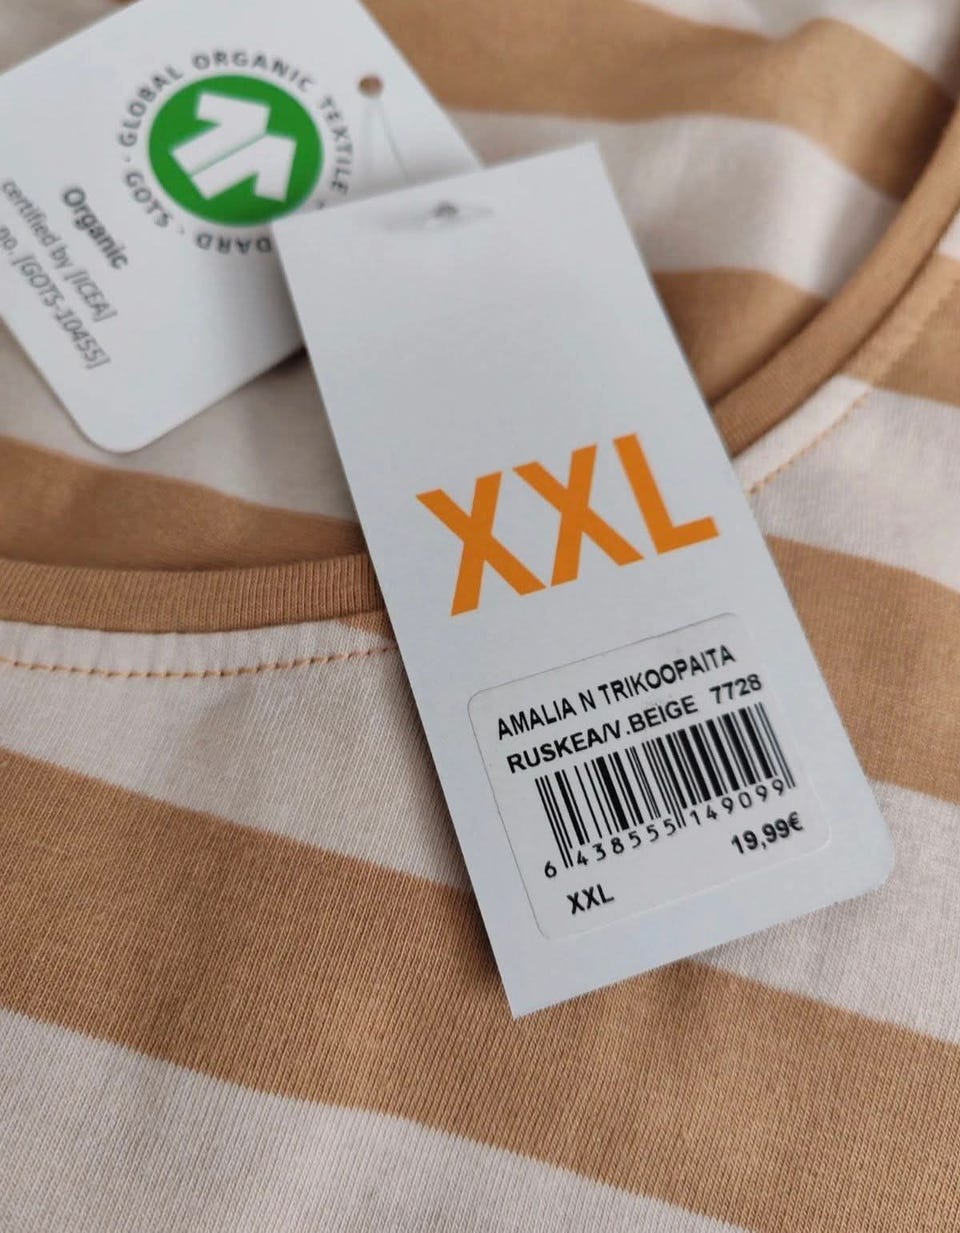 GLOBAL ORGANIC TEXTILE
DARD · GOTS ·
Organic
certified by [ICEA]
no. [GOTS-10455]
XXL
AMALIA N TRIKOOPAITA
RUSKEA/V.BEIGE 7728
6 438555 149099
19,99€
XXL